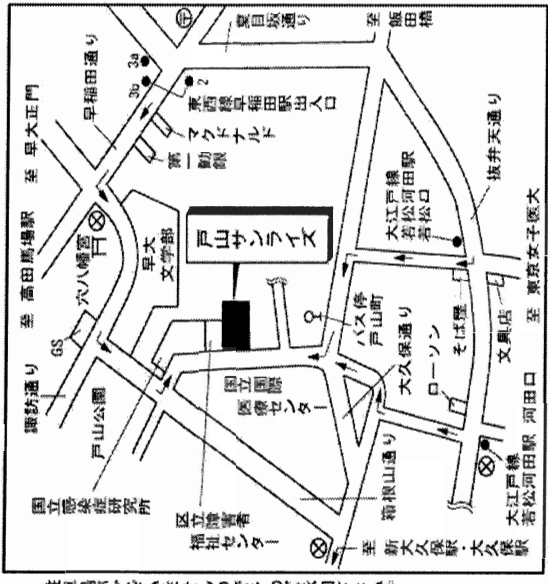 至 早大正門
早稲田通り
3a
3b
2
夏目坂通り
至 飯田橋
東西線早稲田駅出入口
マクドナルド
第一勧銀
至 高田馬場駅
穴八幡宮
早大
文学部
戸山サンライズ
大江戸線
若松河田駅
若松口
抜弁天通り
諏訪通り
GS
戸山公園
国立国際
医療センター
バス停
戸山町
大久保通り
ローソン
そば屋
文具店
至 東京女子医大
国立感染症研究所
区立障害者
福祉センター
箱根山通り
至 新大久保駅・大久保駅
大江戸線
若松河田駅 河田口